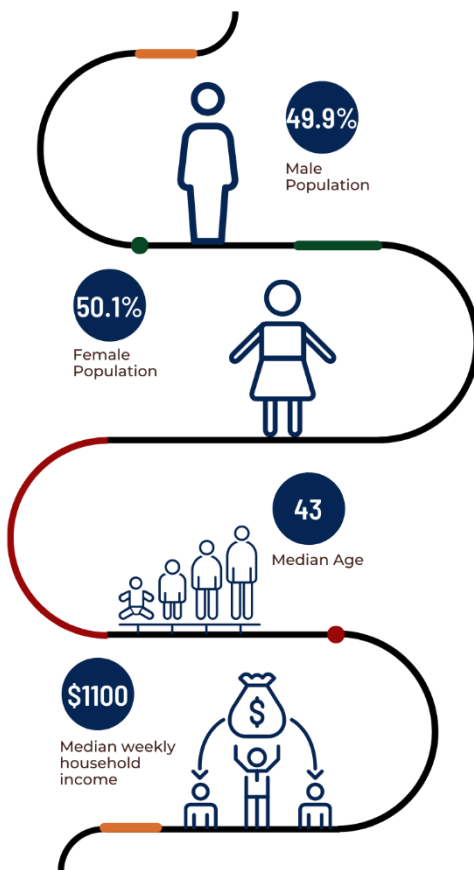 49.9%
Male
Population
50.1%
Female
Population
43
Median Age
$1100
Median weekly
household
income
$